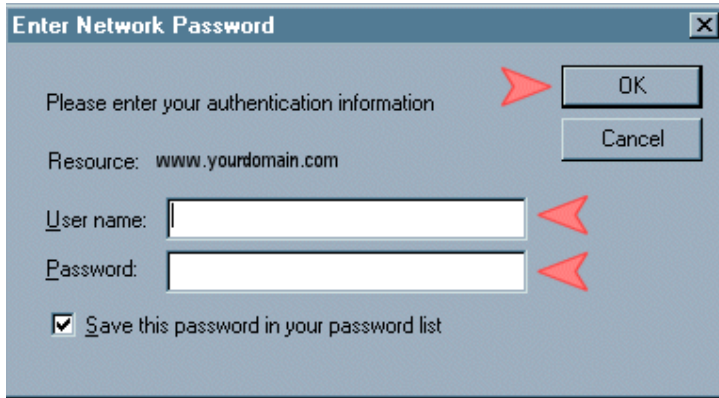 Enter Network Password
OK
Please enter your authentication information
Cancel
Resource: www.yourdomain.com
User name:
Password:
Save this password in your password list